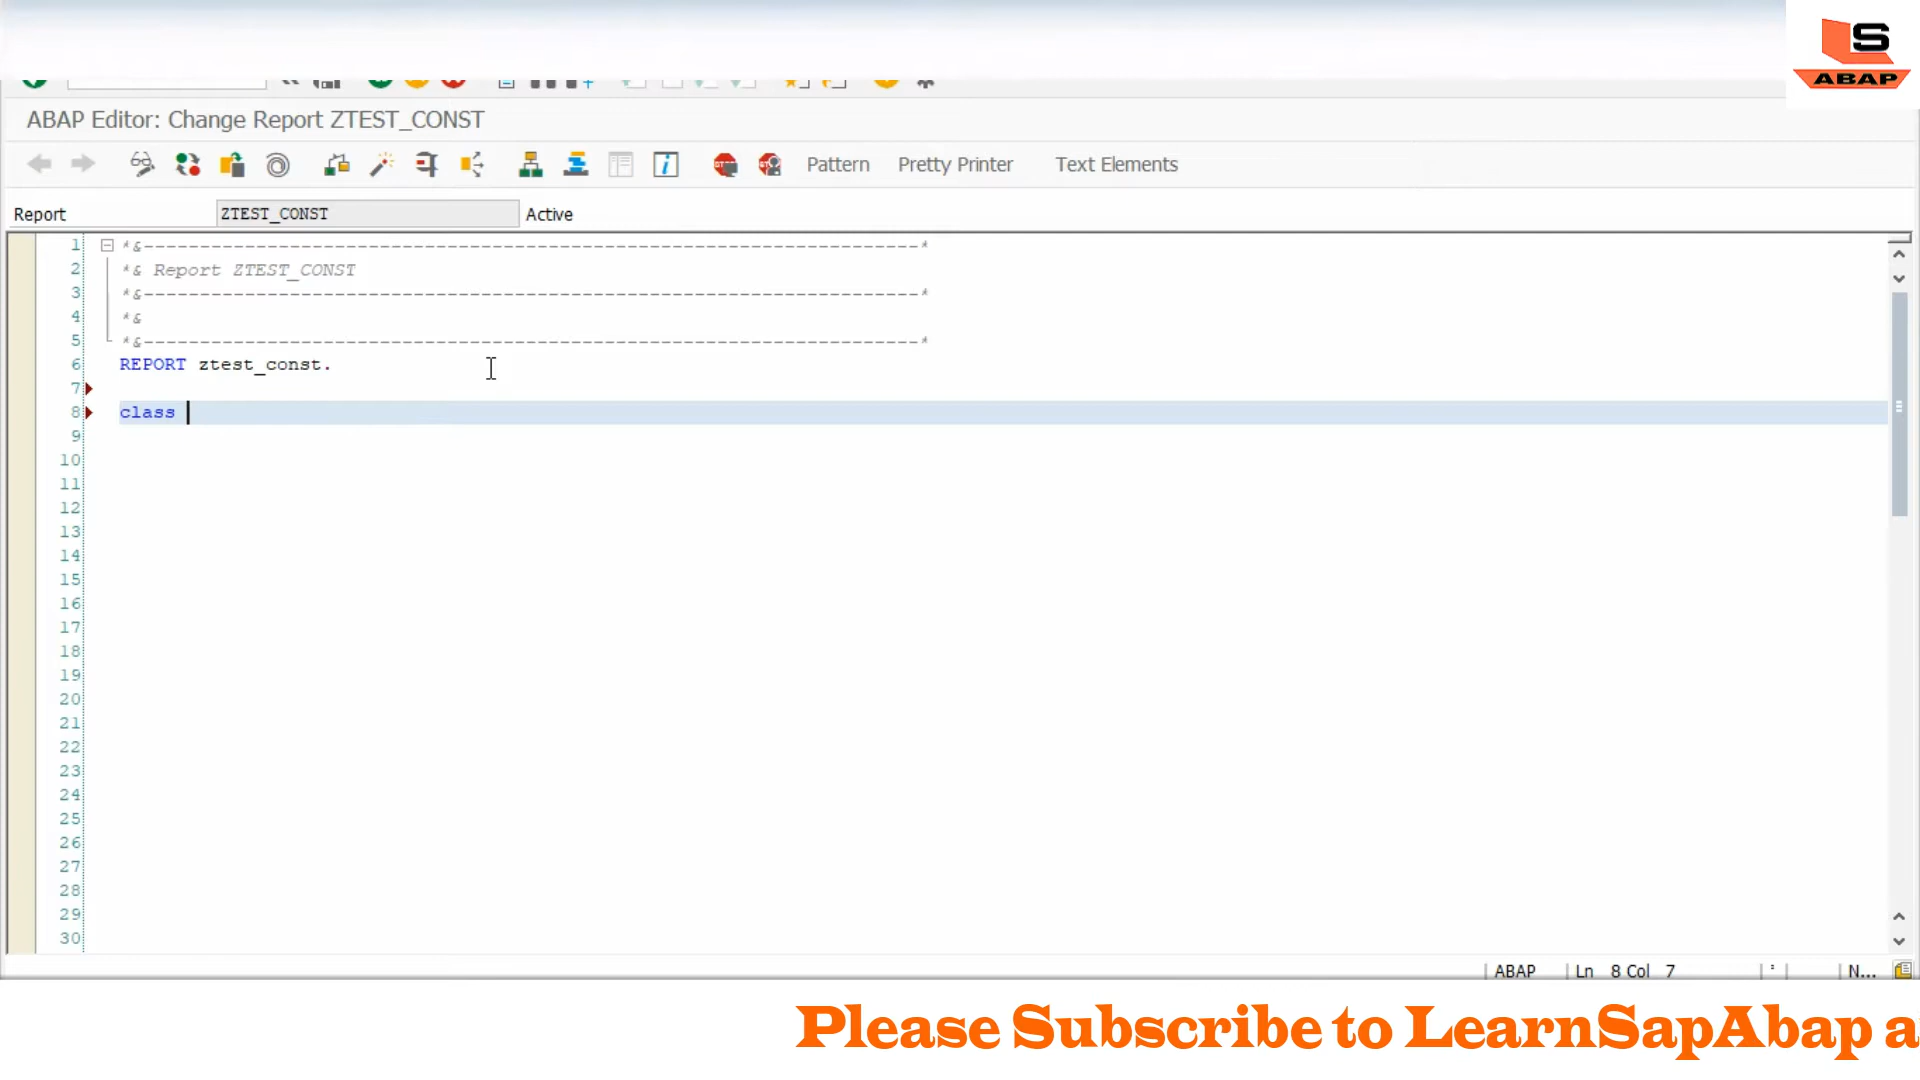 S
ABAP
ABAP Editor: Change Report ZTEST_CONST
Pattern Pretty Printer Text Elements
Report ZTEST_CONST Active
1 *&---------------------------------------------------------------------*
2 *& Report ZTEST_CONST
3 *&---------------------------------------------------------------------*
4 *&
5 *&---------------------------------------------------------------------*
6 REPORT ztest_const.
7
8 class
9
10
11
12
13
14
15
16
17
18
19
20
21
22
23
24
25
26
27
28
29
30
ABAP Ln 8 Col 7 N...
Please Subscribe to LearnSapAbap a